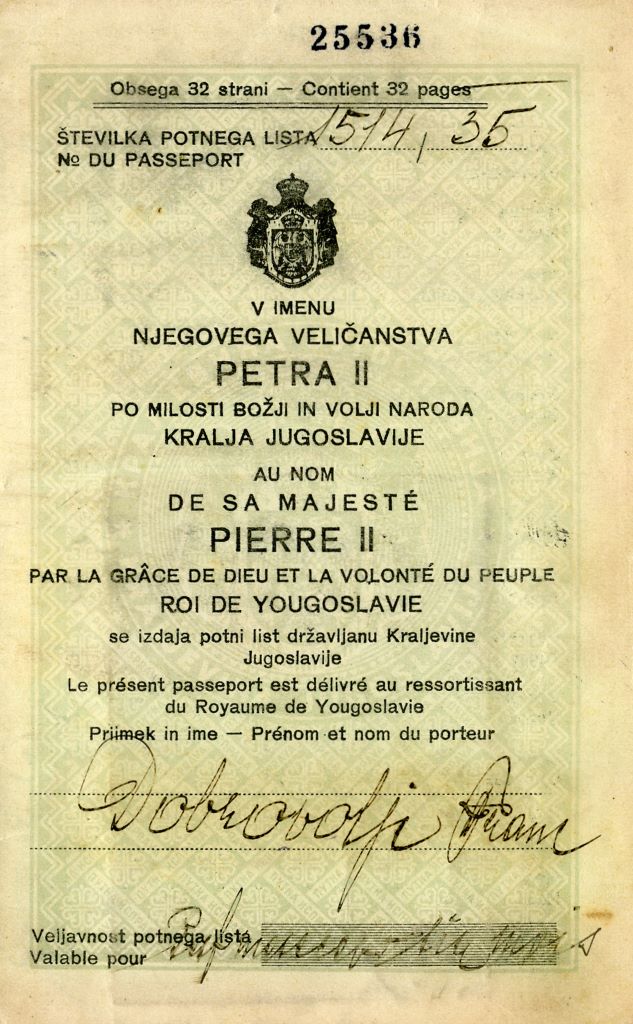 25536
Obsega 32 strani — Contient 32 pages
ŠTEVILKA POTNEGA LISTA 1514, 35
№ DU PASSEPORT
V IMENU
NJEGOVEGA VELIČANSTVA
PETRA II
PO MILOSTI BOŽJI IN VOLJI NARODA
KRALJA JUGOSLAVIJE
AU NOM
DE SA MAJESTÉ
PIERRE II
PAR LA GRÂCE DE DIEU ET LA VOLONTÉ DU PEUPLE
ROI DE YOUGOSLAVIE
se izdaja potni list državljanu Kraljevine
Jugoslavije
Le présent passeport est délivré au ressortissant
du Royaume de Yougoslavie
Priimek in ime — Prénom et nom du porteur
Dobrovolji Franc
Veljavnost potnega lista
Valable pour mois